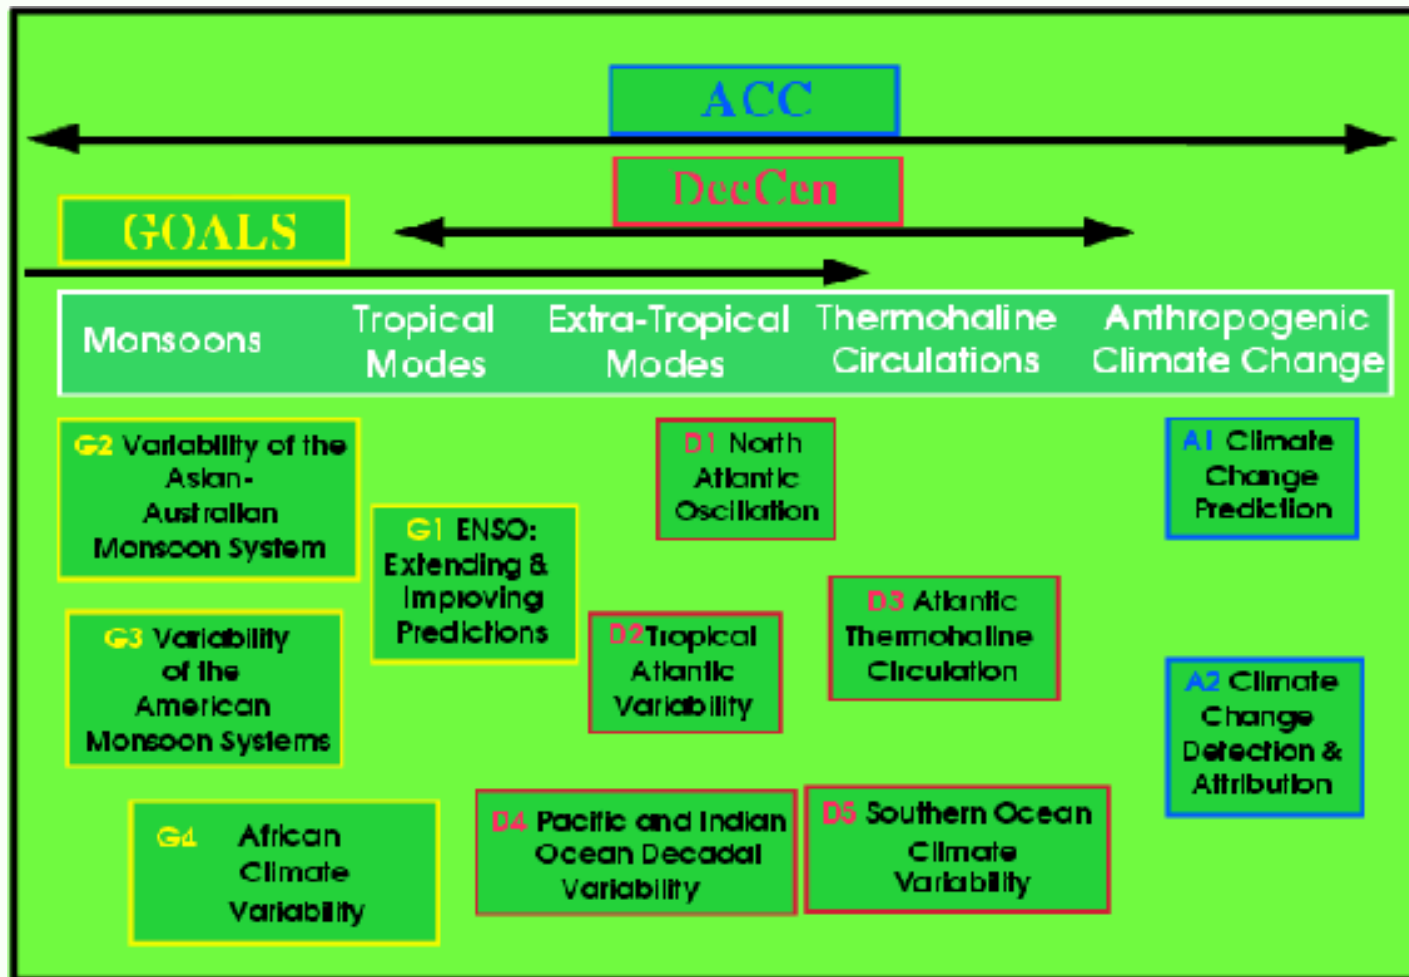 ACC
DecCen
GOALS
Monsoons
Tropical
Modes
Extra-Tropical
Modes
Thermohaline
Circulations
Anthropogenic
Climate Change
G2 Variability of the
Asian-
Australian
Monsoon System
G3 Variability
of the
American
Monsoon Systems
G4 African
Climate
Variability
G1 ENSO:
Extending &
Improving
Predictions
D1 North
Atlantic
Oscillation
D2 Tropical
Atlantic
Variability
D4 Pacific and Indian
Ocean Decadal
Variability
D3 Atlantic
Thermohaline
Circulation
D5 Southern Ocean
Climate
Variability
A1 Climate
Change
Prediction
A2 Climate
Change
Detection &
Attribution